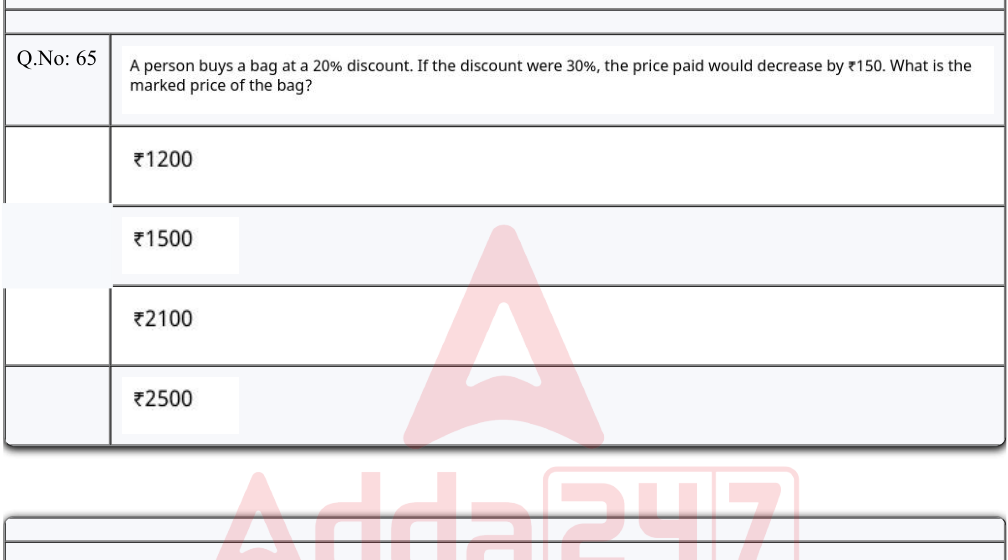 Q.No: 65
A person buys a bag at a 20% discount. If the discount were 30%, the price paid would decrease by ₹150. What is the
marked price of the bag?
₹1200
₹1500
₹2100
₹2500
Adda247